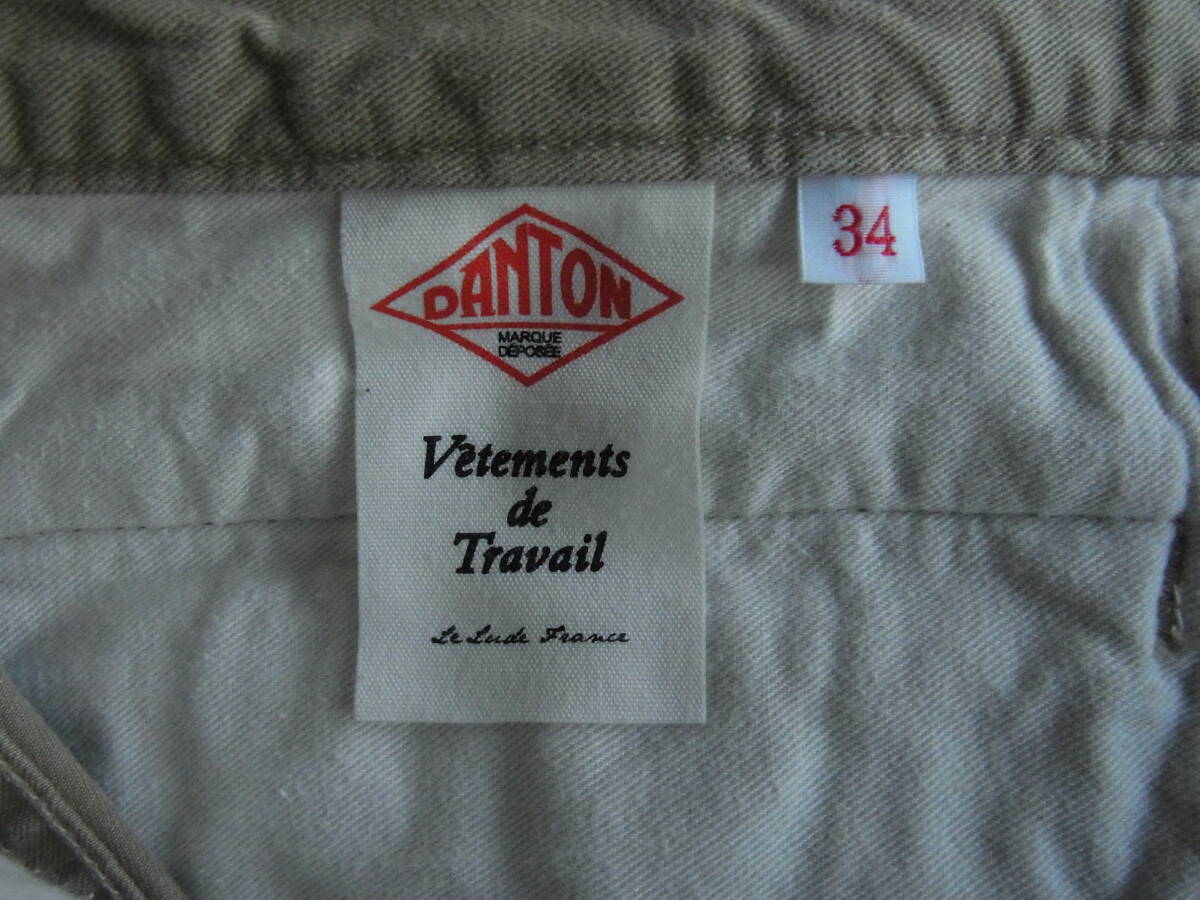 DANTON
MARQUE
DÉPOSÉE
34
Vêtements
de
Travail
Le Lude France